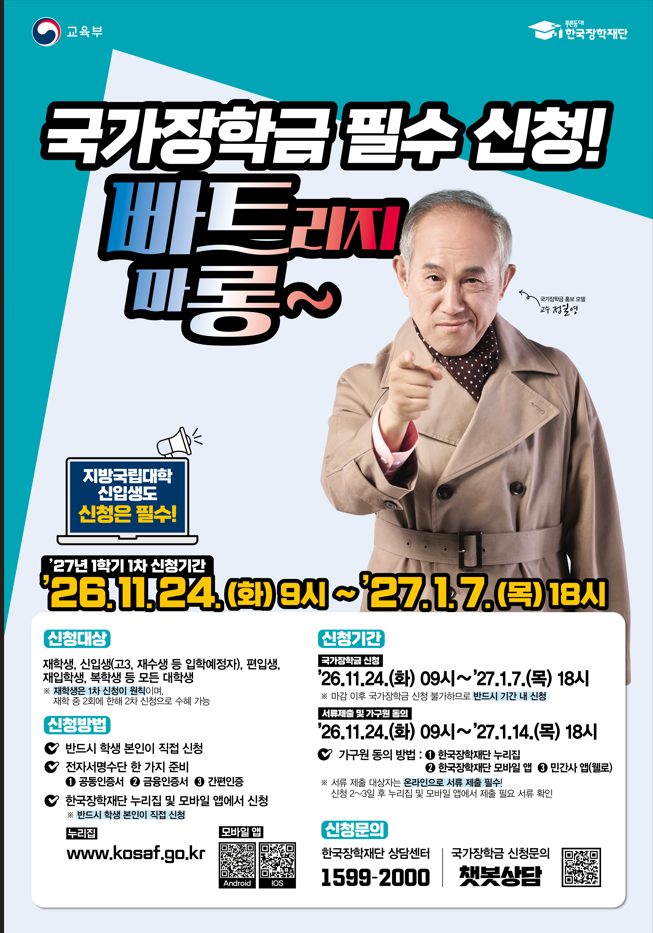 교육부
푸른등대
한국장학재단
국가장학금 필수 신청!
빠트리지
마롱~
국가장학금 홍보 모델
교수 정일영
지방국립대학
신입생도
신청은 필수!
'27년 1학기 1차 신청기간
'26.11.24.(화) 9시 ~ '27.1.7.(목) 18시
신청대상
재학생, 신입생(고3, 재수생 등 입학예정자), 편입생,
재입학생, 복학생 등 모든 대학생
※ 재학생은 1차 신청이 원칙이며,
재학 중 2회에 한해 2차 신청으로 수혜 가능
신청방법
반드시 학생 본인이 직접 신청
전자서명수단 한 가지 준비
❶ 공동인증서 ❷ 금융인증서 ❸ 간편인증
한국장학재단 누리집 및 모바일 앱에서 신청
※ 반드시 학생 본인이 직접 신청
누리집
www.kosaf.go.kr
모바일 앱
Android
IOS
신청기간
국가장학금 신청
'26.11.24.(화) 09시~'27.1.7.(목) 18시
※ 마감 이후 국가장학금 신청 불가하므로 반드시 기간 내 신청
서류제출 및 가구원 동의
'26.11.24.(화) 09시~'27.1.14.(목) 18시
가구원 동의 방법 : ❶ 한국장학재단 누리집
❷ 한국장학재단 모바일 앱 ❸ 민간사 앱(웰로)
※ 서류 제출 대상자는 온라인으로 서류 제출 필수!
신청 2~3일 후 누리집 및 모바일 앱에서 제출 필요 서류 확인
신청문의
한국장학재단 상담센터
1599-2000
국가장학금 신청문의
챗봇상담